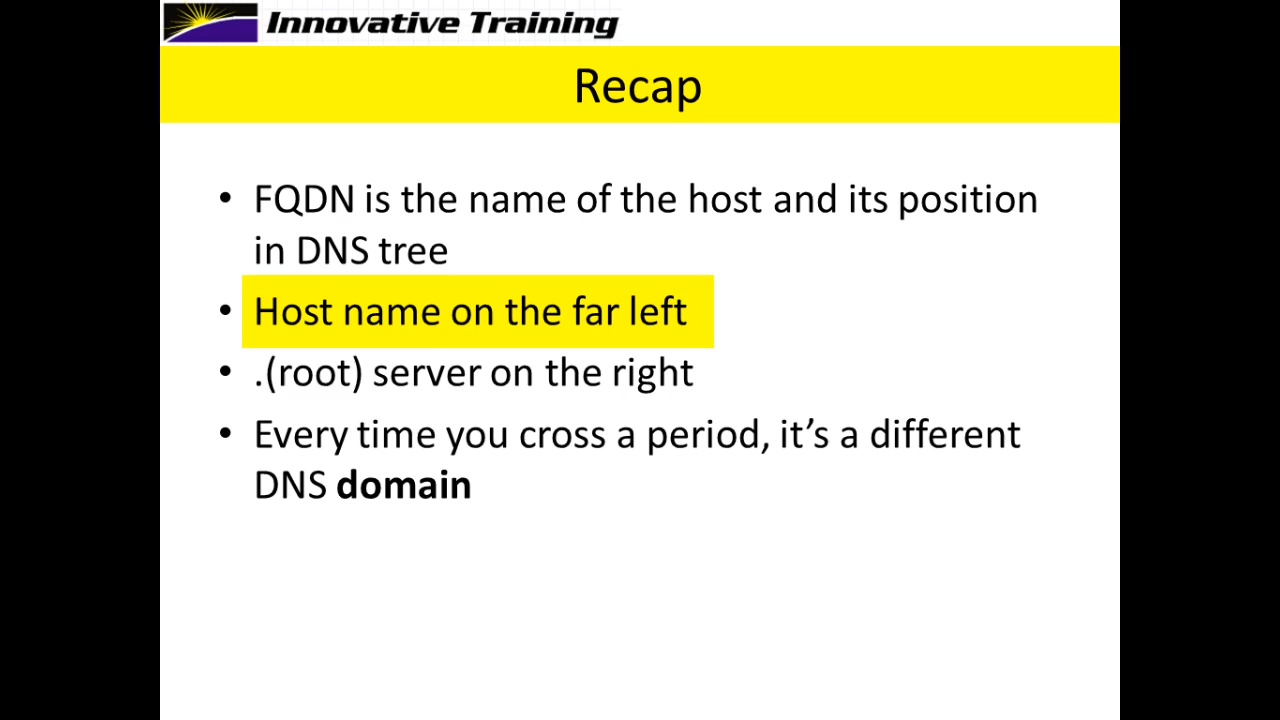 Innovative Training
Recap
• FQDN is the name of the host and its position
in DNS tree
• Host name on the far left
• .(root) server on the right
• Every time you cross a period, it’s a different
DNS domain